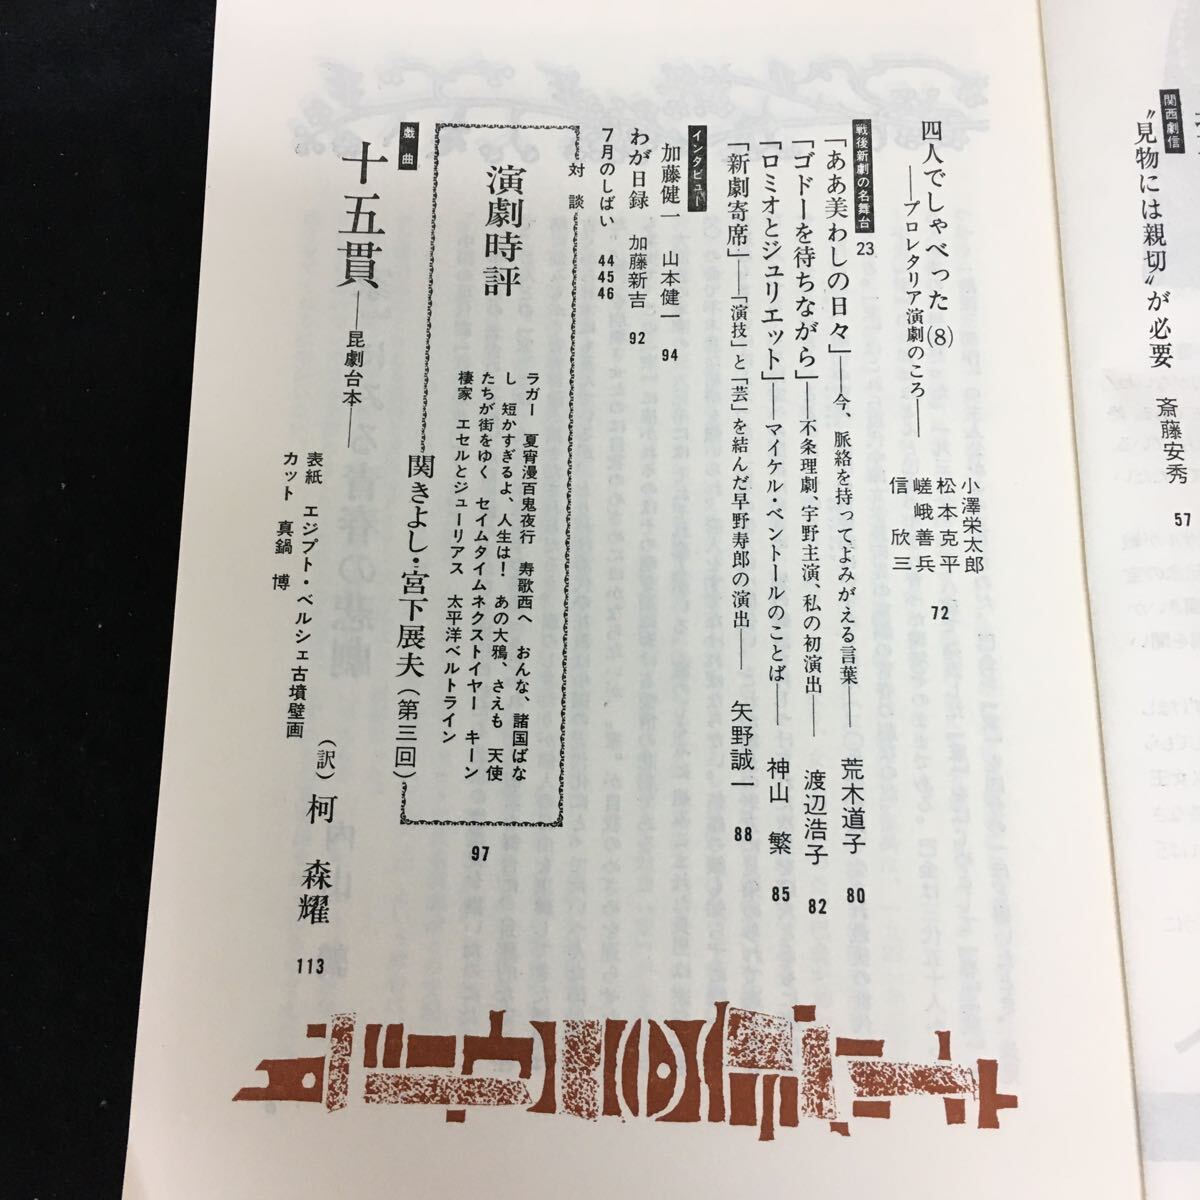 関西劇信
〝見物には親切〟が必要　斎藤安秀　57
四人でしゃべった(8)
——プロレタリア演劇のころ——
小澤栄太郎
松本克平
嵯峨善兵
信　欣三
72
戦後新劇の名舞台　23
「ああ美わしの日々」——今、脈絡を持ってよみがえる言葉——　荒木道子　80
「ゴドーを待ちながら」——不条理劇、宇野主演、私の初演出——　渡辺浩子　82
「ロミオとジュリエット」——マイケル・ベントールのことば——　神山　繁　85
「新劇寄席」——「演技」と「芸」を結んだ早野寿郎の演出——　矢野誠一　88
インタビュー
加藤健一　山本健一　94
わが日録　加藤新吉　92
7月のしばい　44 45 46
対談
演劇時評
ラガー　夏宵漫百鬼夜行　寿歌西へ　おんな、諸国ばな
し　短かすぎるよ、人生は！　あの大鴉、さえも　天使
たちが街をゆく　セイムタイムネクストイヤー　キーン
棲家　エセルとジューリアス　太平洋ベルトライン
関きよし・宮下展夫（第三回）
97
戯曲
十五貫——昆劇台本——
（訳）柯　森耀　113
表紙　エジプト・ベルシェ古墳壁画
カット　真鍋　博